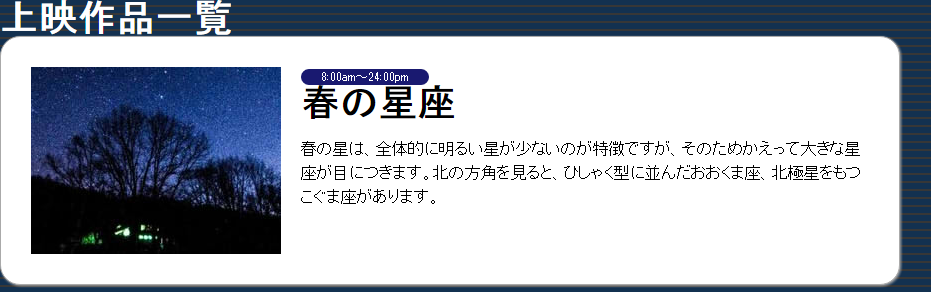 上映作品一覧
8:00am～24:00pm
春の星座
春の星は、全体的に明るい星が少ないのが特徴ですが、そのためかえって大きな星
座が目につきます。北の方角を見ると、ひしゃく型に並んだおおくま座、北極星をもつ
こぐま座があります。